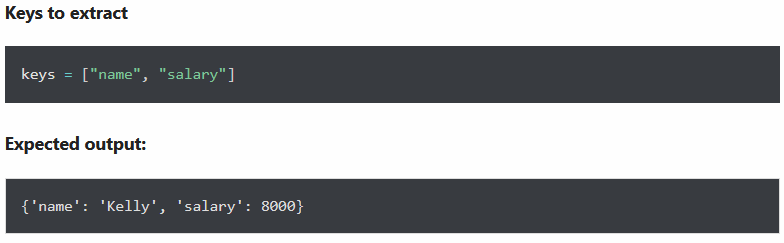 Keys to extract
keys = ["name", "salary"]
Expected output:
{'name': 'Kelly', 'salary': 8000}